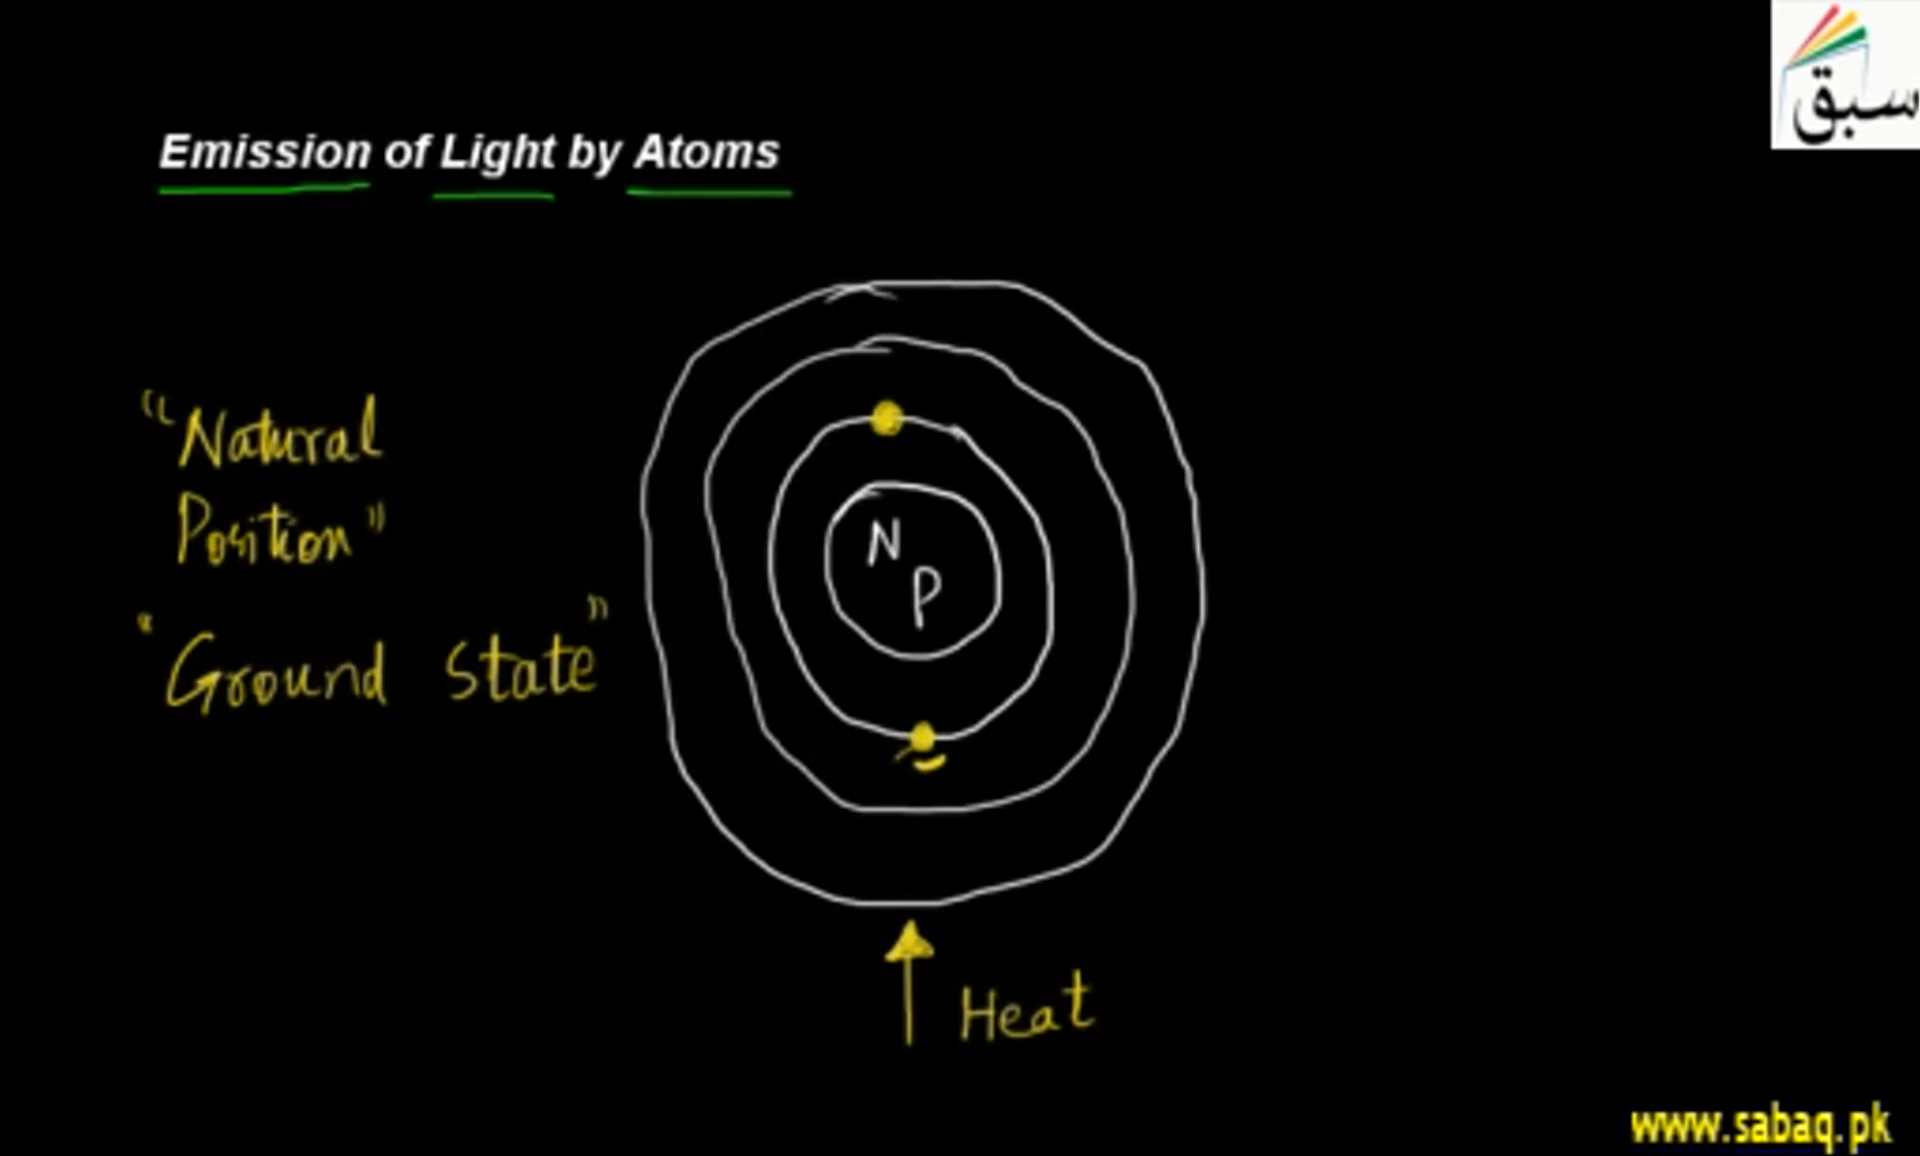 سبق
Emission of Light by Atoms
"Natural
Position"
"Ground State"
N
P
Heat
www.sabaq.pk